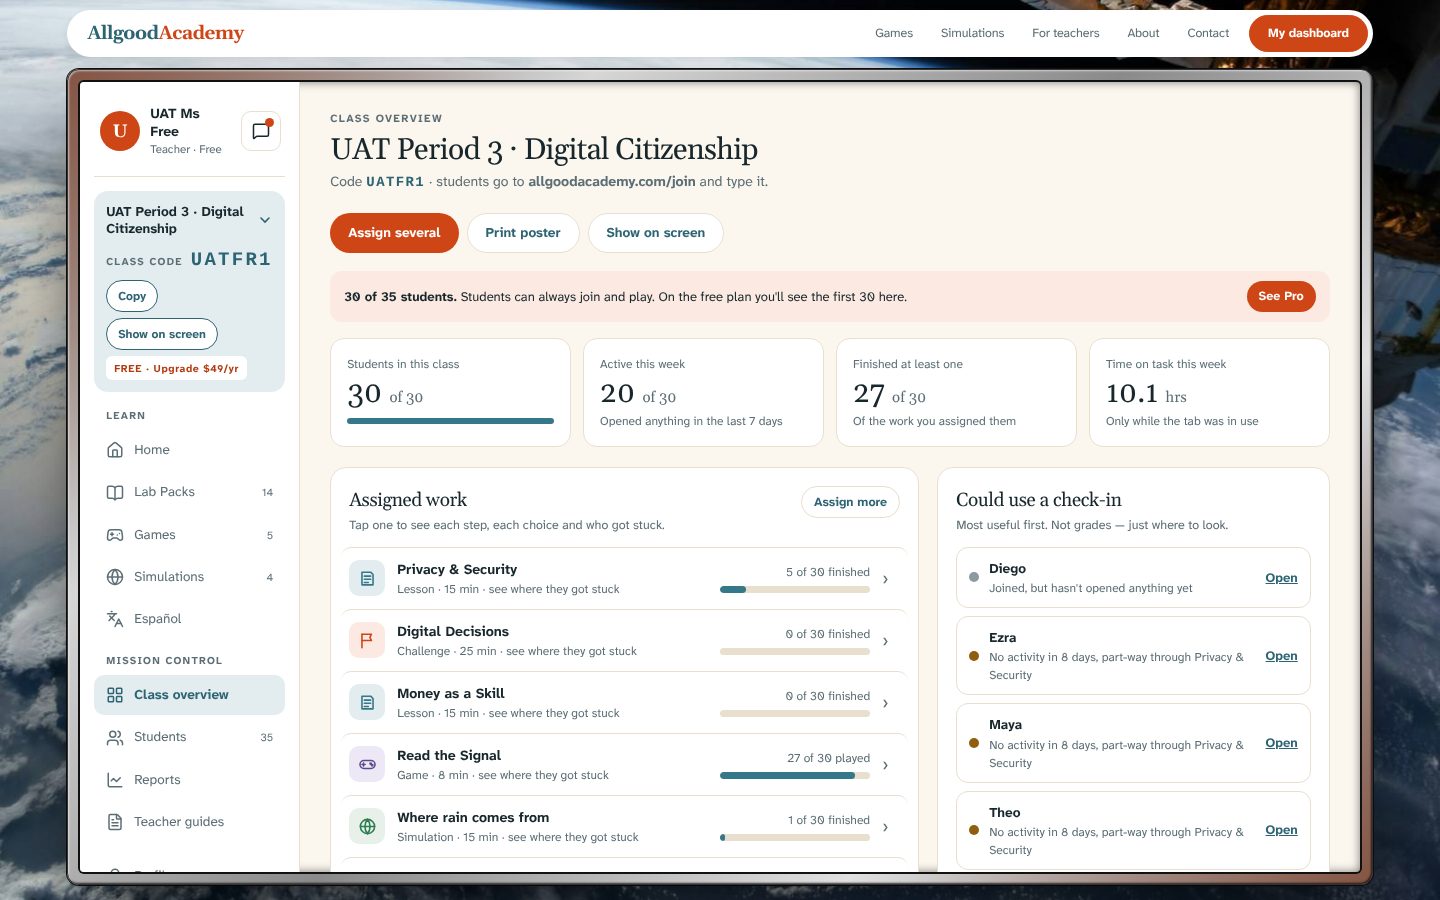 AllgoodAcademy
Games
Simulations
For teachers
About
Contact
My dashboard
U
UAT Ms
Free
Teacher · Free
UAT Period 3 · Digital
Citizenship
CLASS CODE UATFR1
Copy
Show on screen
FREE · Upgrade $49/yr
LEARN
Home
Lab Packs 14
Games 5
Simulations 4
Español
MISSION CONTROL
Class overview
Students 35
Reports
Teacher guides
CLASS OVERVIEW
UAT Period 3 · Digital Citizenship
Code UATFR1 · students go to allgoodacademy.com/join and type it.
Assign several
Print poster
Show on screen
30 of 35 students. Students can always join and play. On the free plan you'll see the first 30 here.
See Pro
Students in this class
30 of 30
Active this week
20 of 30
Opened anything in the last 7 days
Finished at least one
27 of 30
Of the work you assigned them
Time on task this week
10.1 hrs
Only while the tab was in use
Assigned work
Assign more
Tap one to see each step, each choice and who got stuck.
Privacy & Security
Lesson · 15 min · see where they got stuck
5 of 30 finished
Digital Decisions
Challenge · 25 min · see where they got stuck
0 of 30 finished
Money as a Skill
Lesson · 15 min · see where they got stuck
0 of 30 finished
Read the Signal
Game · 8 min · see where they got stuck
27 of 30 played
Where rain comes from
Simulation · 15 min · see where they got stuck
1 of 30 finished
Could use a check-in
Most useful first. Not grades — just where to look.
Diego
Joined, but hasn't opened anything yet
Open
Ezra
No activity in 8 days, part-way through Privacy &
Security
Open
Maya
No activity in 8 days, part-way through Privacy &
Security
Open
Theo
No activity in 8 days, part-way through Privacy &
Security
Open